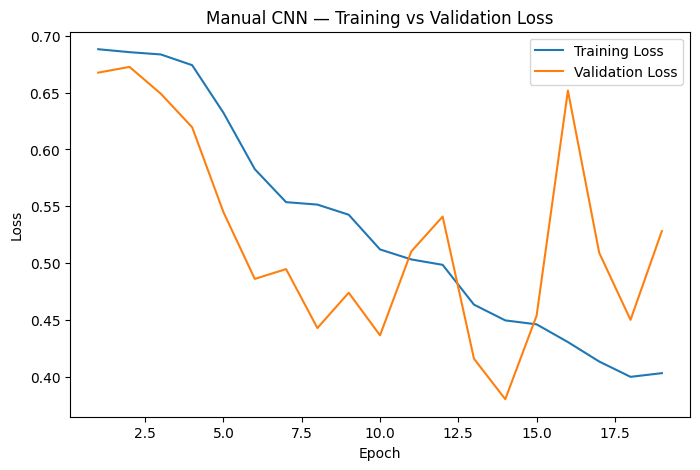 Manual CNN — Training vs Validation Loss
Training Loss
Validation Loss
0.70
0.65
0.60
0.55
0.50
0.45
0.40
Loss
2.5 5.0 7.5 10.0 12.5 15.0 17.5
Epoch